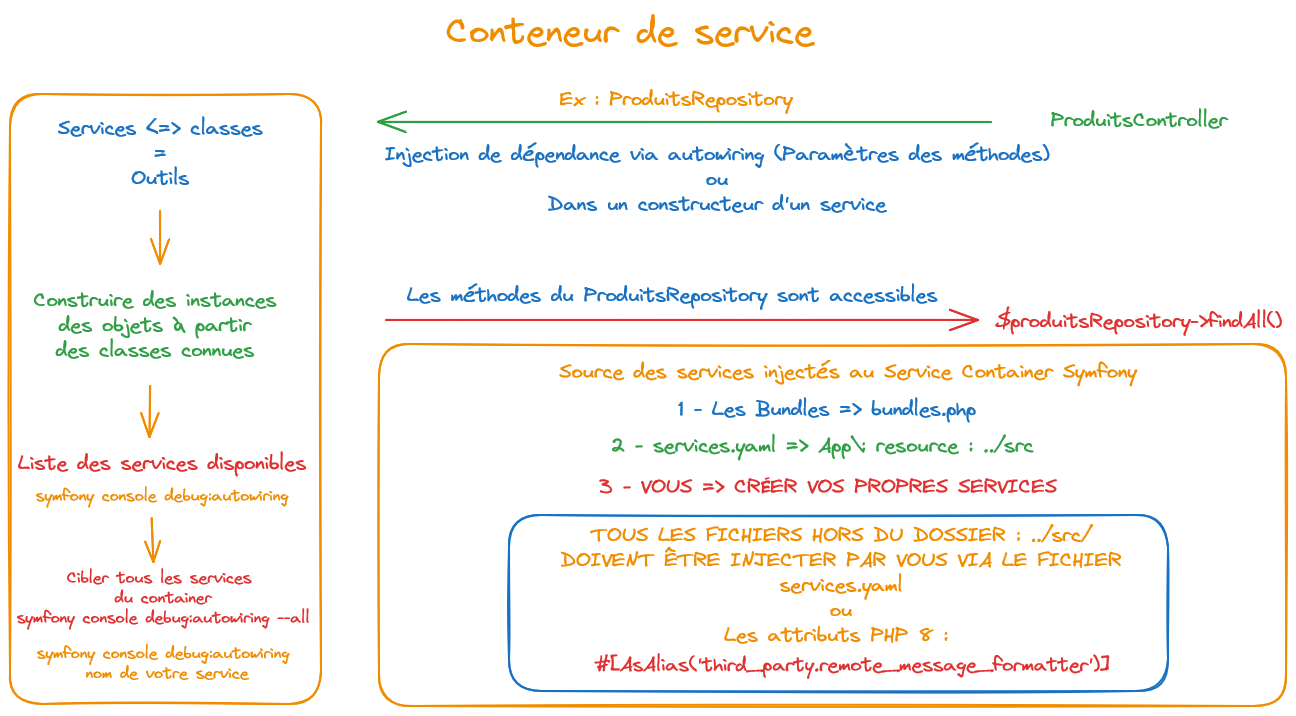 Conteneur de service
Services <=> classes
=
Outils
Construire des instances
des objets à partir
des classes connues
Liste des services disponibles
symfony console debug:autowiring
Cibler tous les services
du container
symfony console debug:autowiring --all
symfony console debug:autowiring
nom de votre service
Ex : ProduitsRepository
ProduitsController
Injection de dépendance via autowiring (Paramètres des méthodes)
ou
Dans un constructeur d'un service
Les méthodes du ProduitsRepository sont accessibles
$produitsRepository->findAll()
Source des services injectés au Service Container Symfony
1 - Les Bundles => bundles.php
2 - services.yaml => App\: resource : ../src
3 - VOUS => CRÉER VOS PROPRES SERVICES
TOUS LES FICHIERS HORS DU DOSSIER : ../src/
DOIVENT ÊTRE INJECTER PAR VOUS VIA LE FICHIER
services.yaml
ou
Les attributs PHP 8 :
#[AsAlias('third_party.remote_message_formatter')]